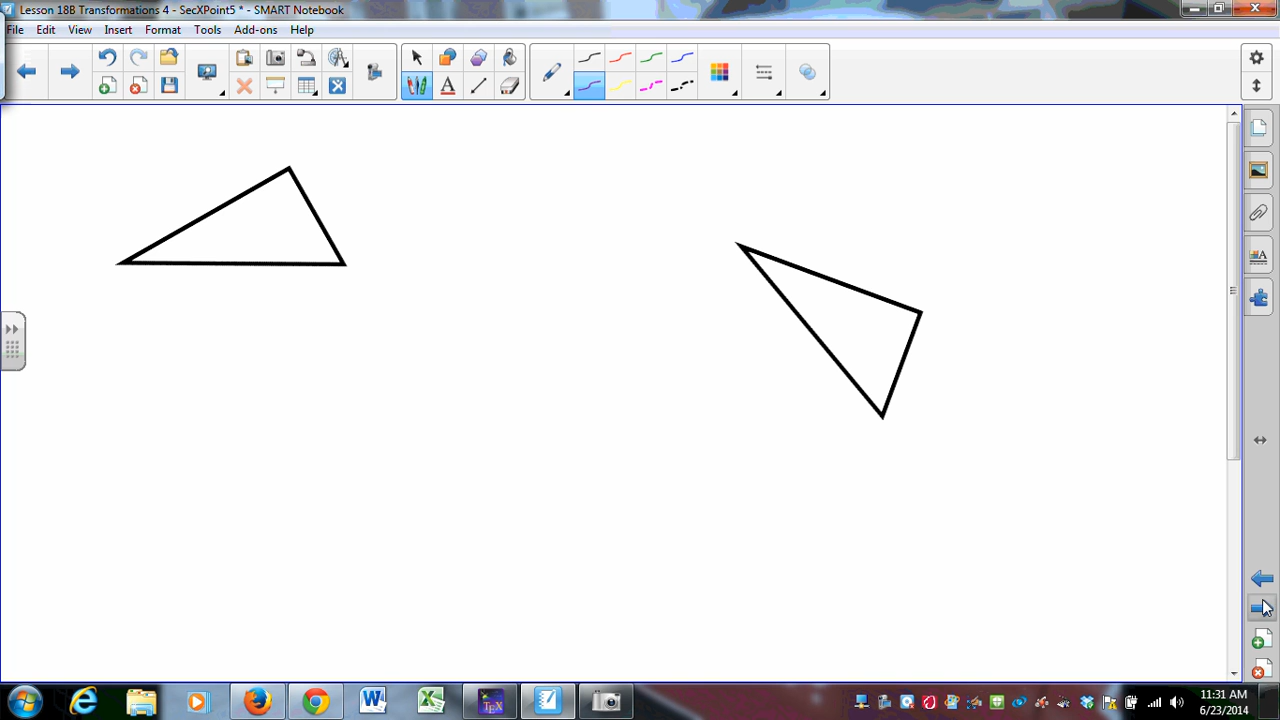 Lesson 18B Transformations 4 - SecXPoint5 * - SMART Notebook
File Edit View Insert Format Tools Add-ons Help
A
A
W
X
TEX
11:31 AM
6/23/2014